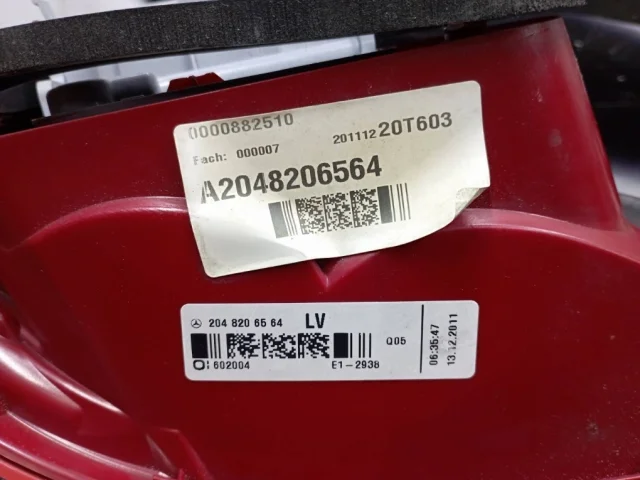 0000882510
Fach: 000007 201112 20T603
A2048206564
204 820 65 64 LV
Q05
O: 602004 E1-2938
06:35:47
13.12.2011